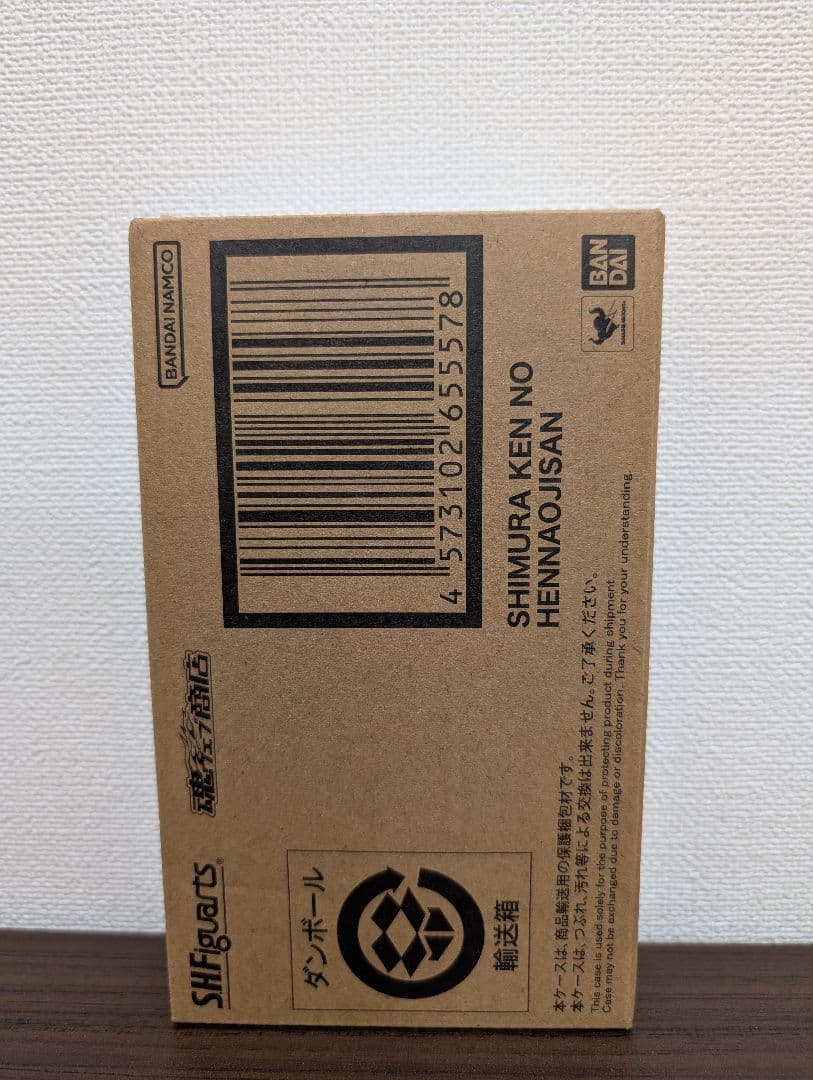 S.H.Figuarts
魂ウェブ商店
BANDAI NAMCO
4 573102 655578
SHIMURA KEN NO
HENNAOJISAN
BAN
DAI
ダンボール
輸送箱
本ケースは、商品輸送用の保護梱包材です。
本ケースは、つぶれ、汚れ等による交換は出来ません。ご了承ください。
This case is used solely for the purpose of protecting product during shipment.
Case may not be exchanged due to damage or discoloration. Thank you for your understanding.